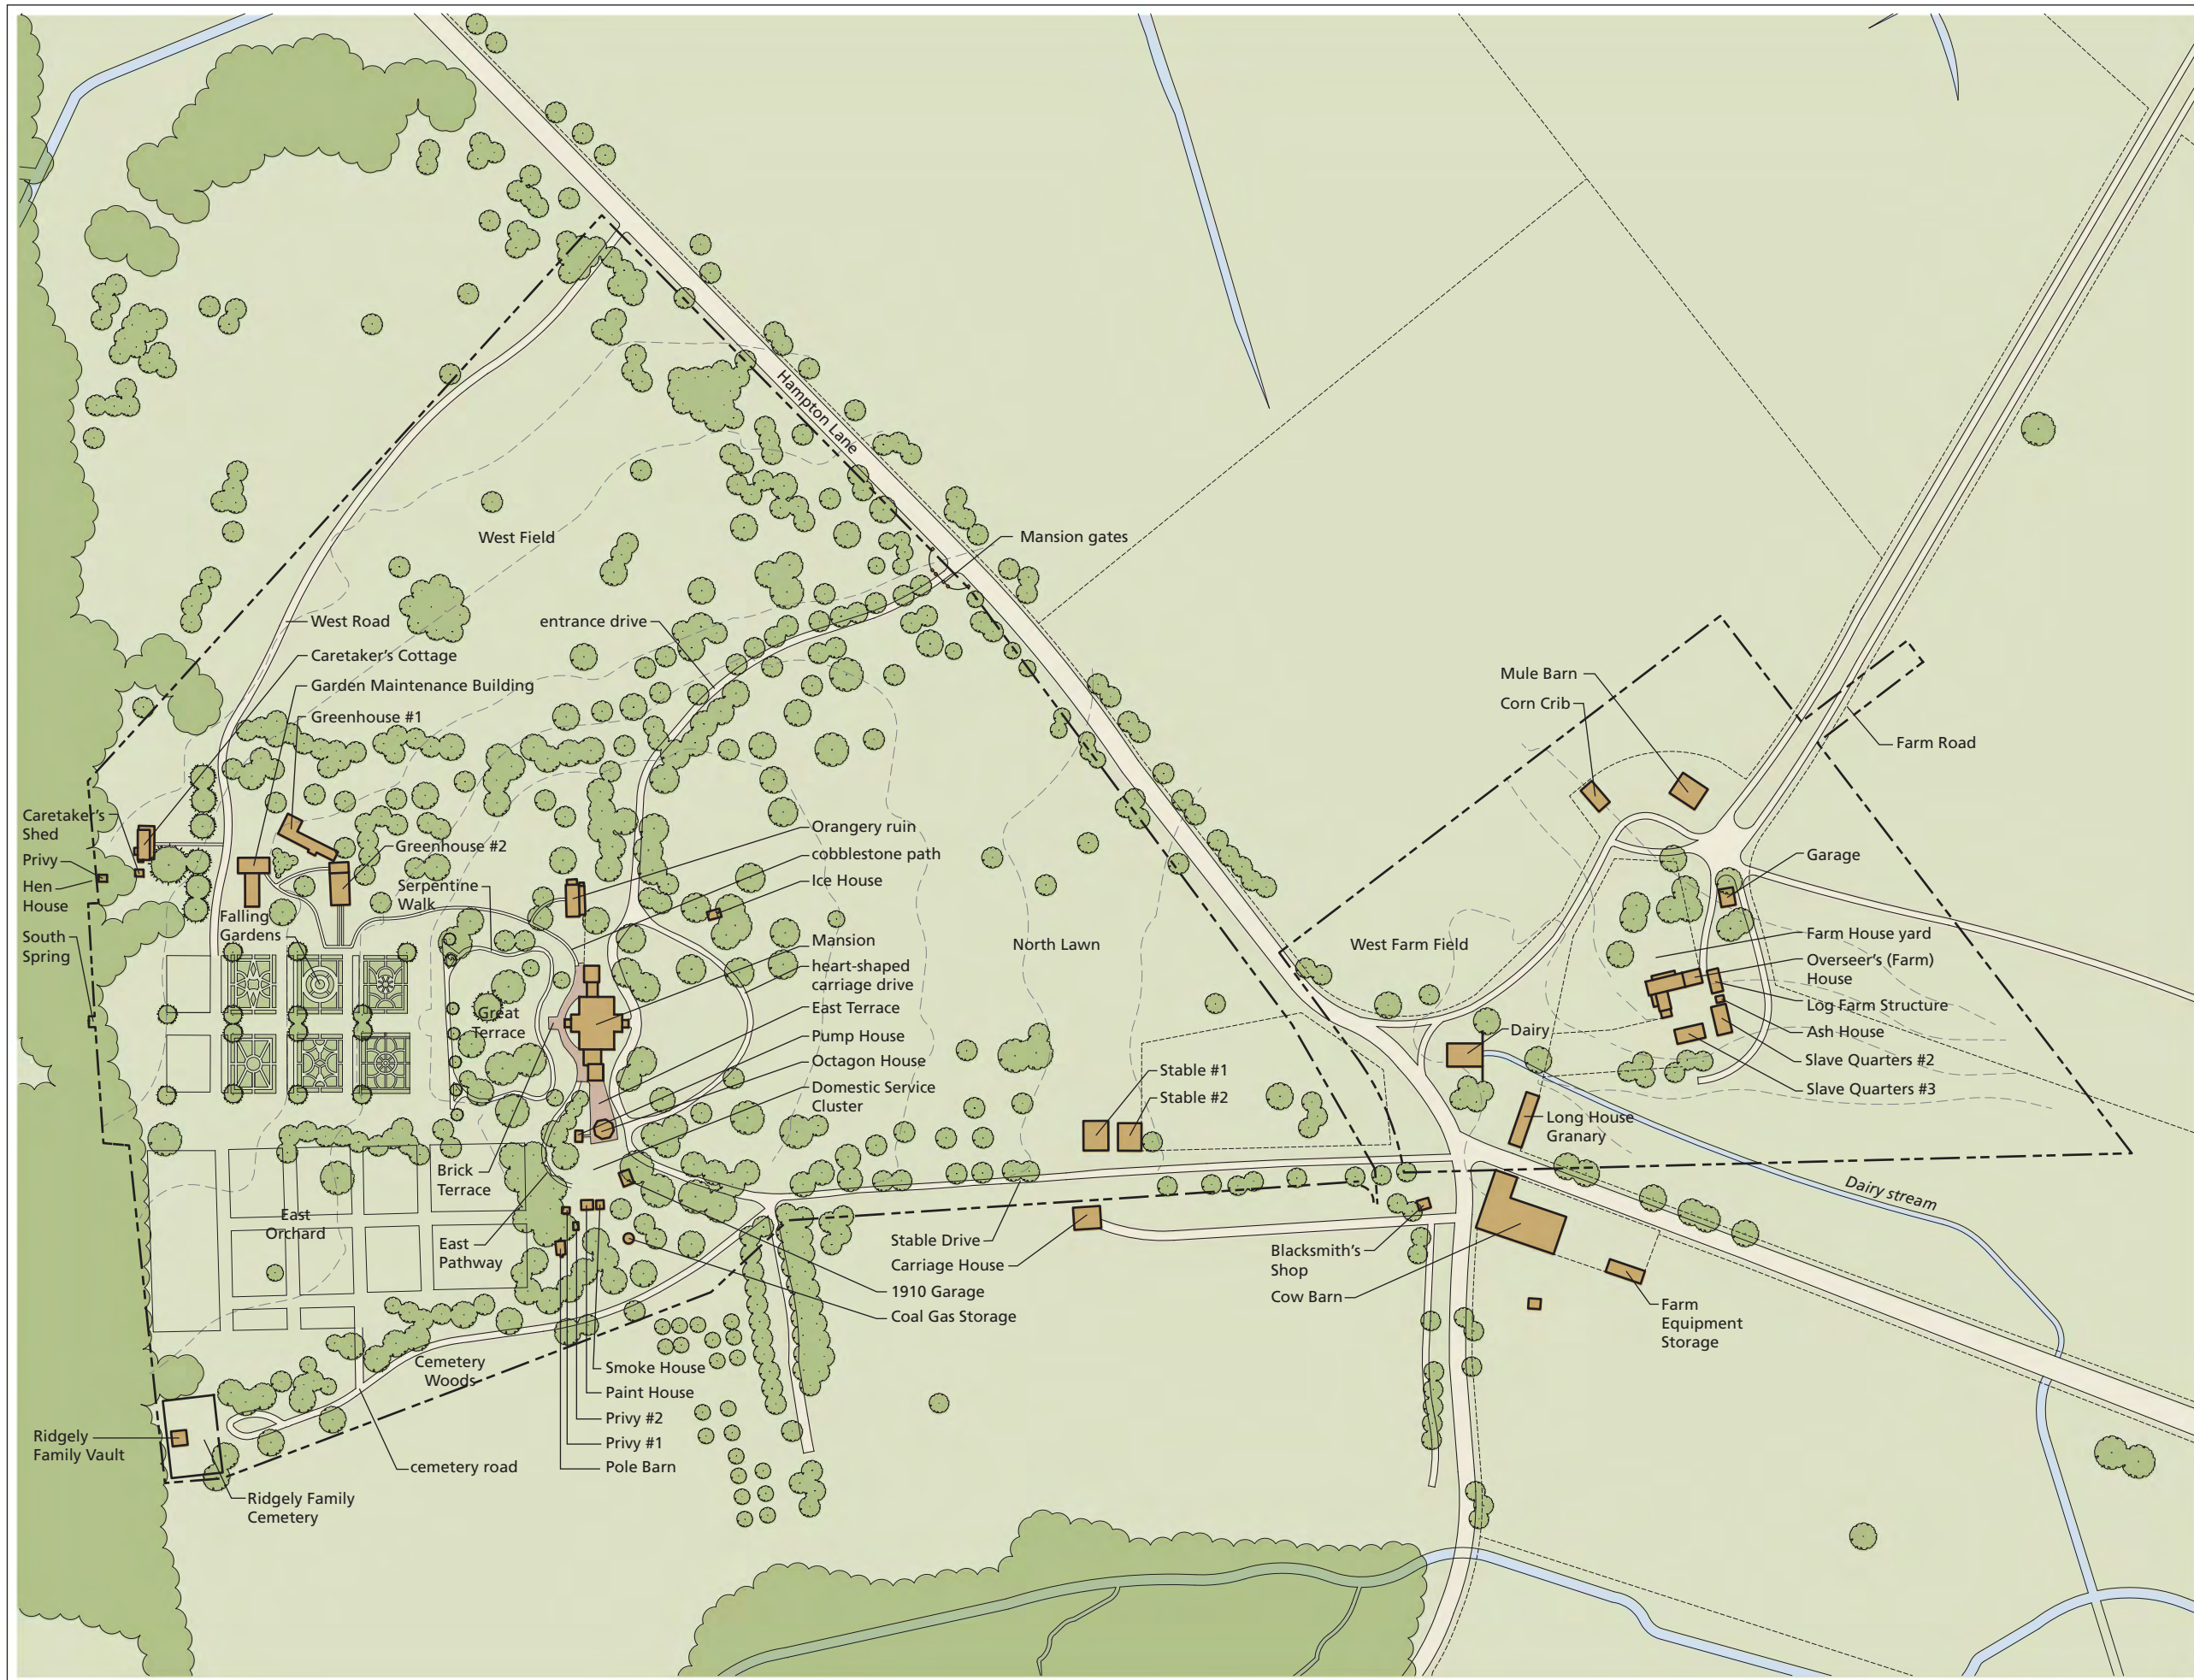 Hampton Lane
Mansion gates
West Field
West Road
entrance drive
Caretaker's Cottage
Garden Maintenance Building
Greenhouse #1
Mule Barn
Corn Crib
Farm Road
Caretaker's
Shed
Privy
Hen
House
South
Spring
Greenhouse #2
Serpentine
Walk
Falling
Gardens
Orangery ruin
cobblestone path
Ice House
Mansion
heart-shaped
carriage drive
East Terrace
Pump House
Octagon House
Domestic Service
Cluster
Great
Terrace
North Lawn
West Farm Field
Garage
Farm House yard
Overseer's (Farm)
House
Log Farm Structure
Ash House
Slave Quarters #2
Slave Quarters #3
Dairy
Stable #1
Stable #2
Long House
Granary
Dairy stream
Brick
Terrace
East
Orchard
East
Pathway
Stable Drive
Carriage House
1910 Garage
Coal Gas Storage
Blacksmith's
Shop
Cow Barn
Farm
Equipment
Storage
Cemetery
Woods
Smoke House
Paint House
Privy #2
Privy #1
Pole Barn
Ridgely
Family Vault
cemetery road
Ridgely Family
Cemetery